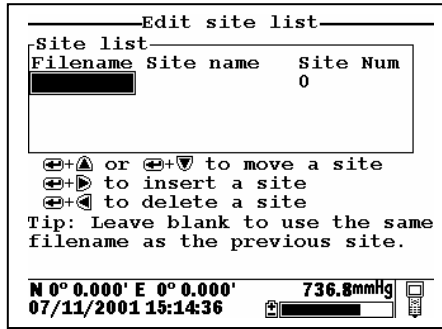 Edit site list
Site list
Filename Site name Site Num
0
+ or + to move a site
+ to insert a site
+ to delete a site
Tip: Leave blank to use the same
filename as the previous site.
N 0° 0.000' E 0° 0.000' 736.8mmHg
07/11/2001 15:14:36